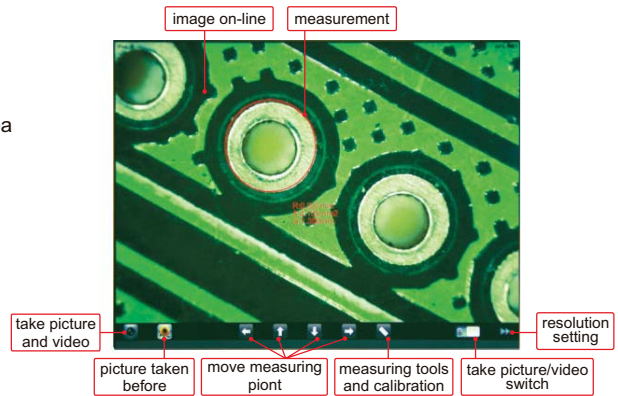 image on-line
measurement
a
take picture
and video
picture taken
before
move measuring
piont
measuring tools
and calibration
take picture/video
switch
resolution
setting